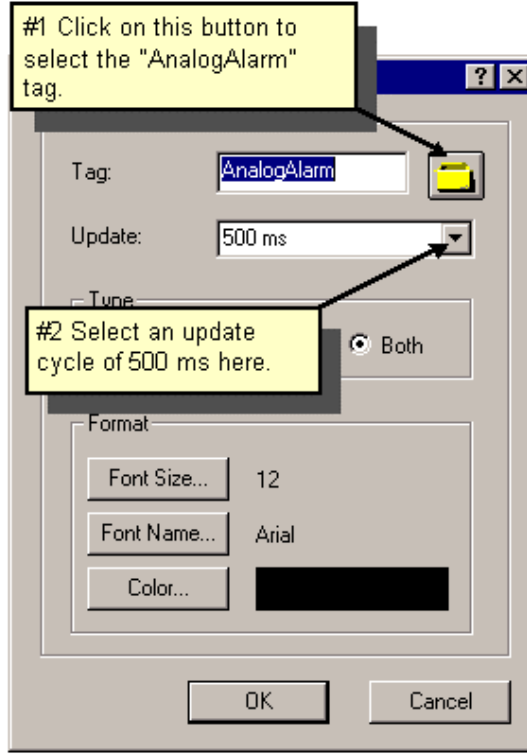 #1 Click on this button to
select the "AnalogAlarm"
tag.
? X
Tag:
AnalogAlarm
Update:
500 ms
Type
#2 Select an update
cycle of 500 ms here.
Both
Format
Font Size...
12
Font Name...
Arial
Color...
OK
Cancel